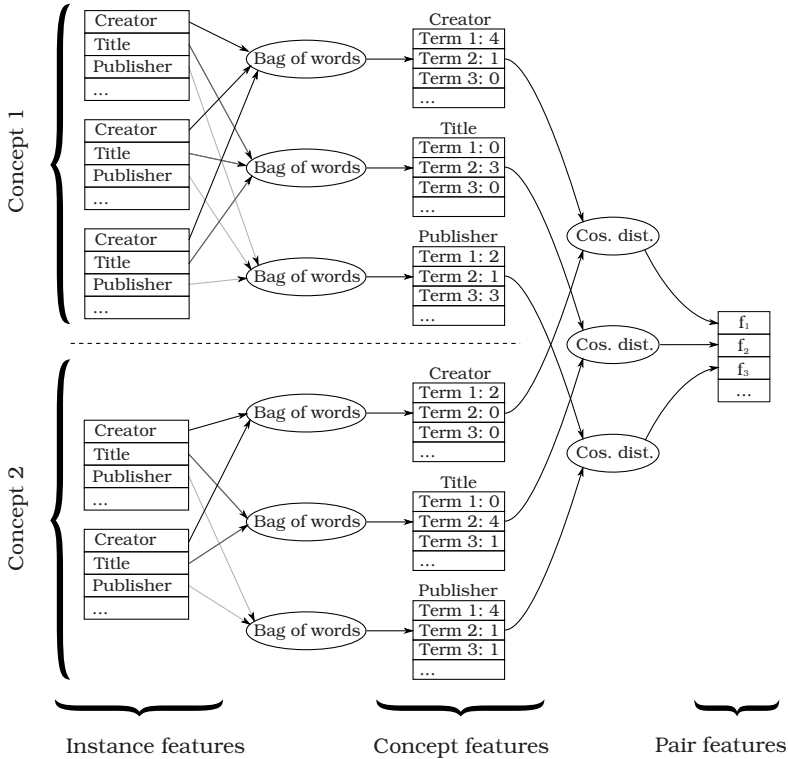 Concept 1
Creator
Title
Publisher
...
Creator
Title
Publisher
...
Creator
Title
Publisher
...
Bag of words
Bag of words
Bag of words
Creator
Term 1: 4
Term 2: 1
Term 3: 0
...
Title
Term 1: 0
Term 2: 3
Term 3: 0
...
Publisher
Term 1: 2
Term 2: 1
Term 3: 3
...
Concept 2
Creator
Title
Publisher
...
Creator
Title
Publisher
...
Bag of words
Bag of words
Bag of words
Creator
Term 1: 2
Term 2: 0
Term 3: 0
...
Title
Term 1: 0
Term 2: 4
Term 3: 1
...
Publisher
Term 1: 4
Term 2: 1
Term 3: 1
...
Cos. dist.
Cos. dist.
Cos. dist.
f₁
f₂
f₃
...
Instance features
Concept features
Pair features